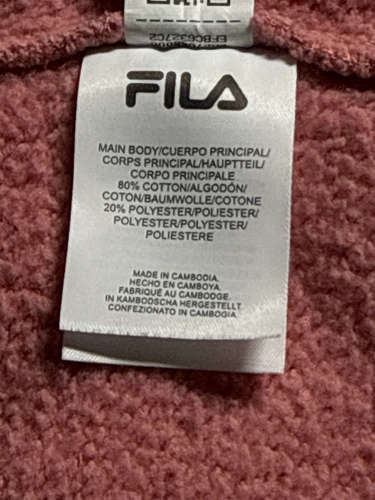 FILA
MAIN BODY/CUERPO PRINCIPAL/
CORPS PRINCIPAL/HAUPTTEIL/
CORPO PRINCIPALE
80% COTTON/ALGODÓN/
COTON/BAUMWOLLE/COTONE
20% POLYESTER/POLIESTER/
POLYESTER/POLYESTER/
POLIESTERE
MADE IN CAMBODIA.
HECHO EN CAMBOYA.
FABRIQUÉ AU CAMBODGE.
IN KAMBODSCHA HERGESTELLT.
CONFEZIONATO IN CAMBOGIA.